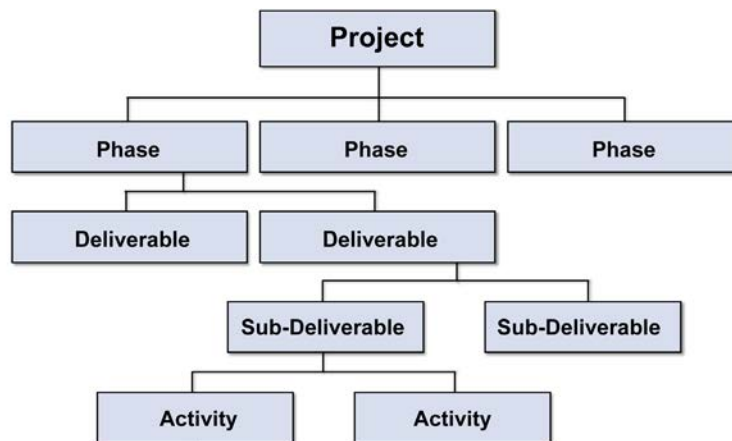 Project
Phase
Phase
Phase
Deliverable
Deliverable
Sub-Deliverable
Sub-Deliverable
Activity
Activity